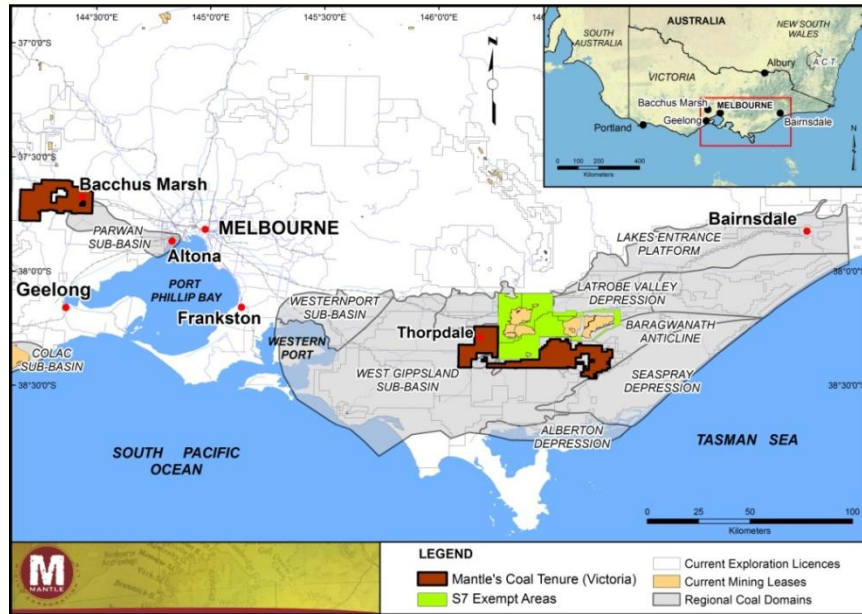 144°30'0"E
145°0'0"E
146°0'0"E
37°0'0"S
37°30'0"S
38°0'0"S
38°30'0"S
38°0'0"S
38°30'0"S
N
AUSTRALIA
SOUTH
AUSTRALIA
NEW SOUTH
WALES
A.C.T
VICTORIA
Albury
Bacchus Marsh
MELBOURNE
Geelong
Bairnsdale
Portland
N
0 100 200 400
Kilometers
Bacchus Marsh
PARWAN
SUB-BASIN
MELBOURNE
Altona
Geelong
PORT
PHILLIP BAY
Frankston
COLAC
SUB-BASIN
WESTERNPORT
SUB-BASIN
WESTERN
PORT
Thorpdale
WEST GIPPSLAND
SUB-BASIN
Bairnsdale
LAKES ENTRANCE
PLATFORM
LATROBE VALLEY
DEPRESSION
BARAGWANATH
ANTICLINE
SEASPRAY
DEPRESSION
ALBERTON
DEPRESSION
SOUTH PACIFIC
OCEAN
TASMAN SEA
0 25 50 100
Kilometers
M
MANTLE
LEGEND
Mantle's Coal Tenure (Victoria)
S7 Exempt Areas
Current Exploration Licences
Current Mining Leases
Regional Coal Domains